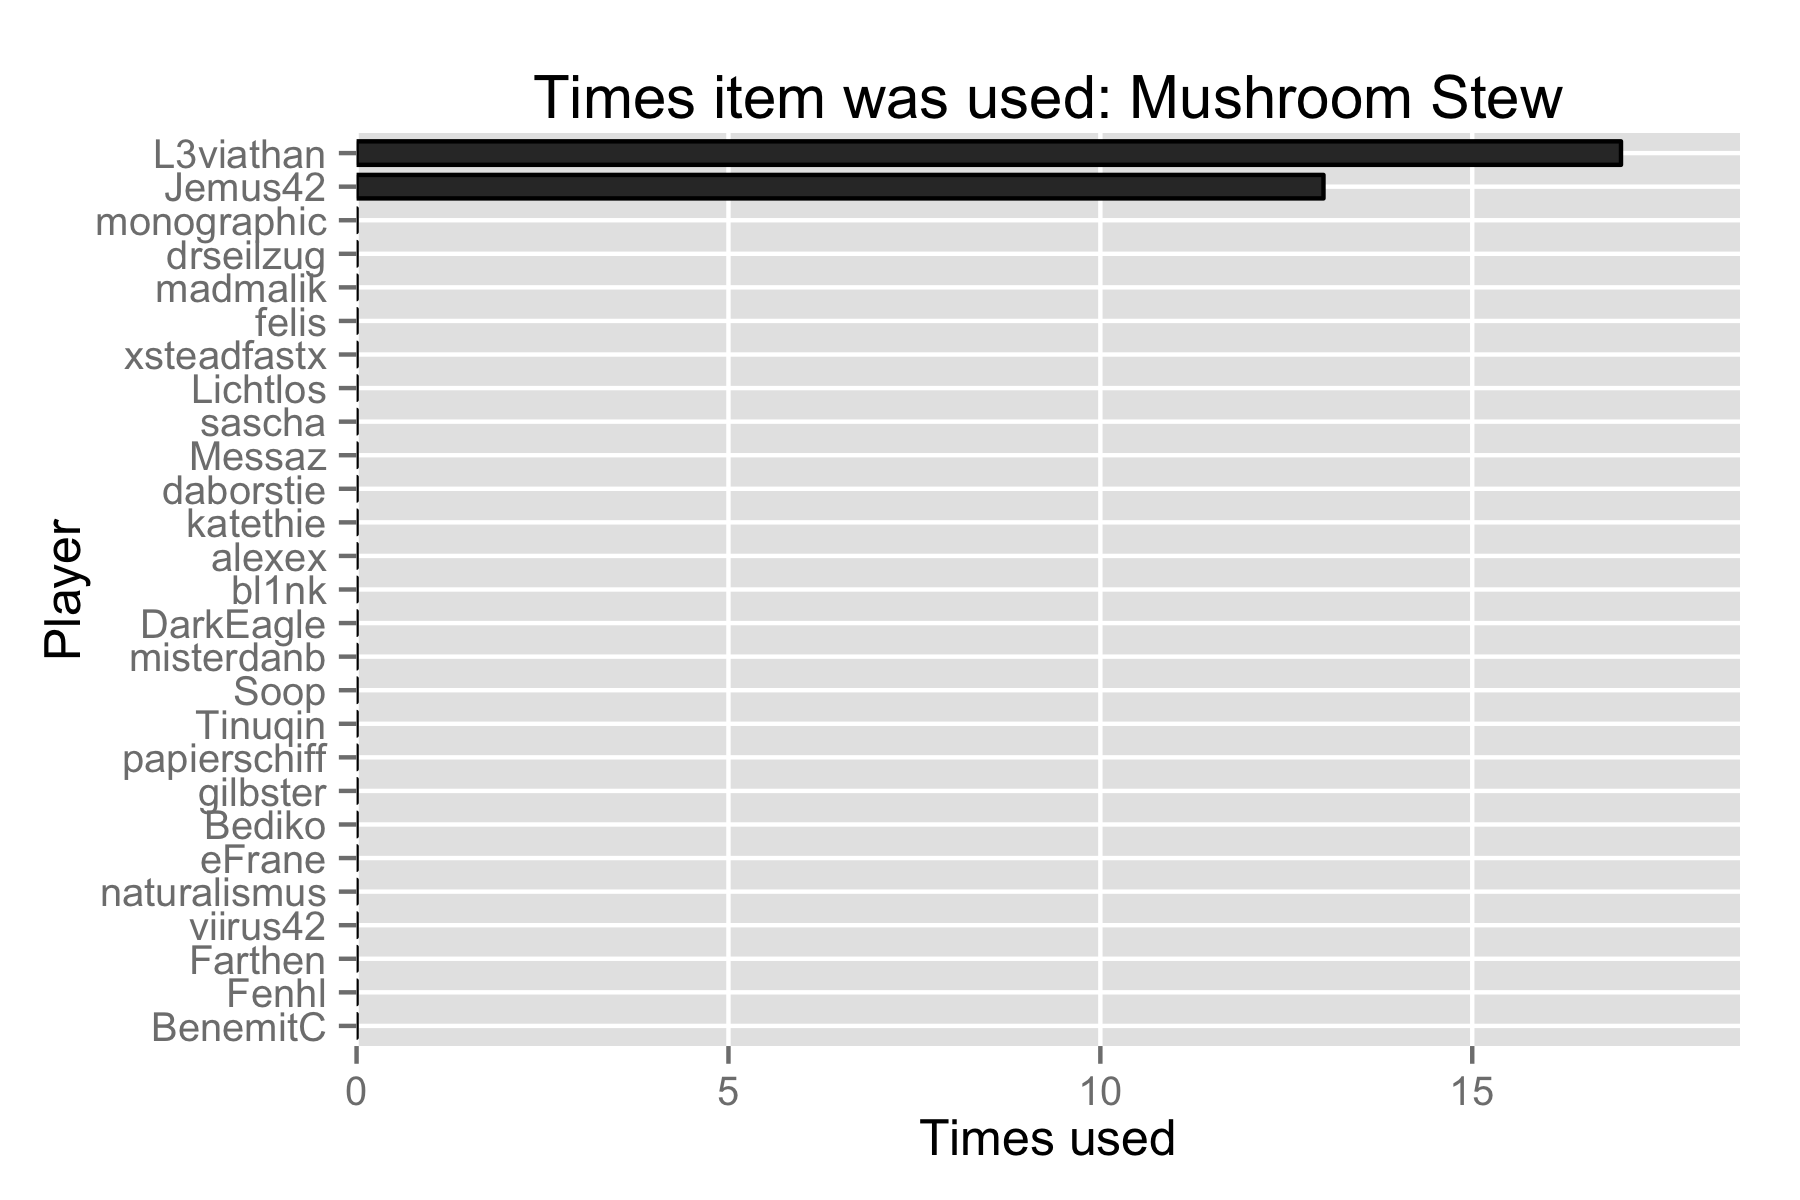 Times item was used: Mushroom Stew
L3viathan
Jemus42
monographic
drseilzug
madmalik
felis
xsteadfastx
Lichtlos
sascha
Messaz
daborstie
katethie
alexex
bl1nk
DarkEagle
misterdanb
Soop
Tinuqin
papierschiff
gilbster
Bediko
eFrane
naturalismus
viirus42
Farthen
Fenhl
BenemitC
Player
0 5 10 15
Times used